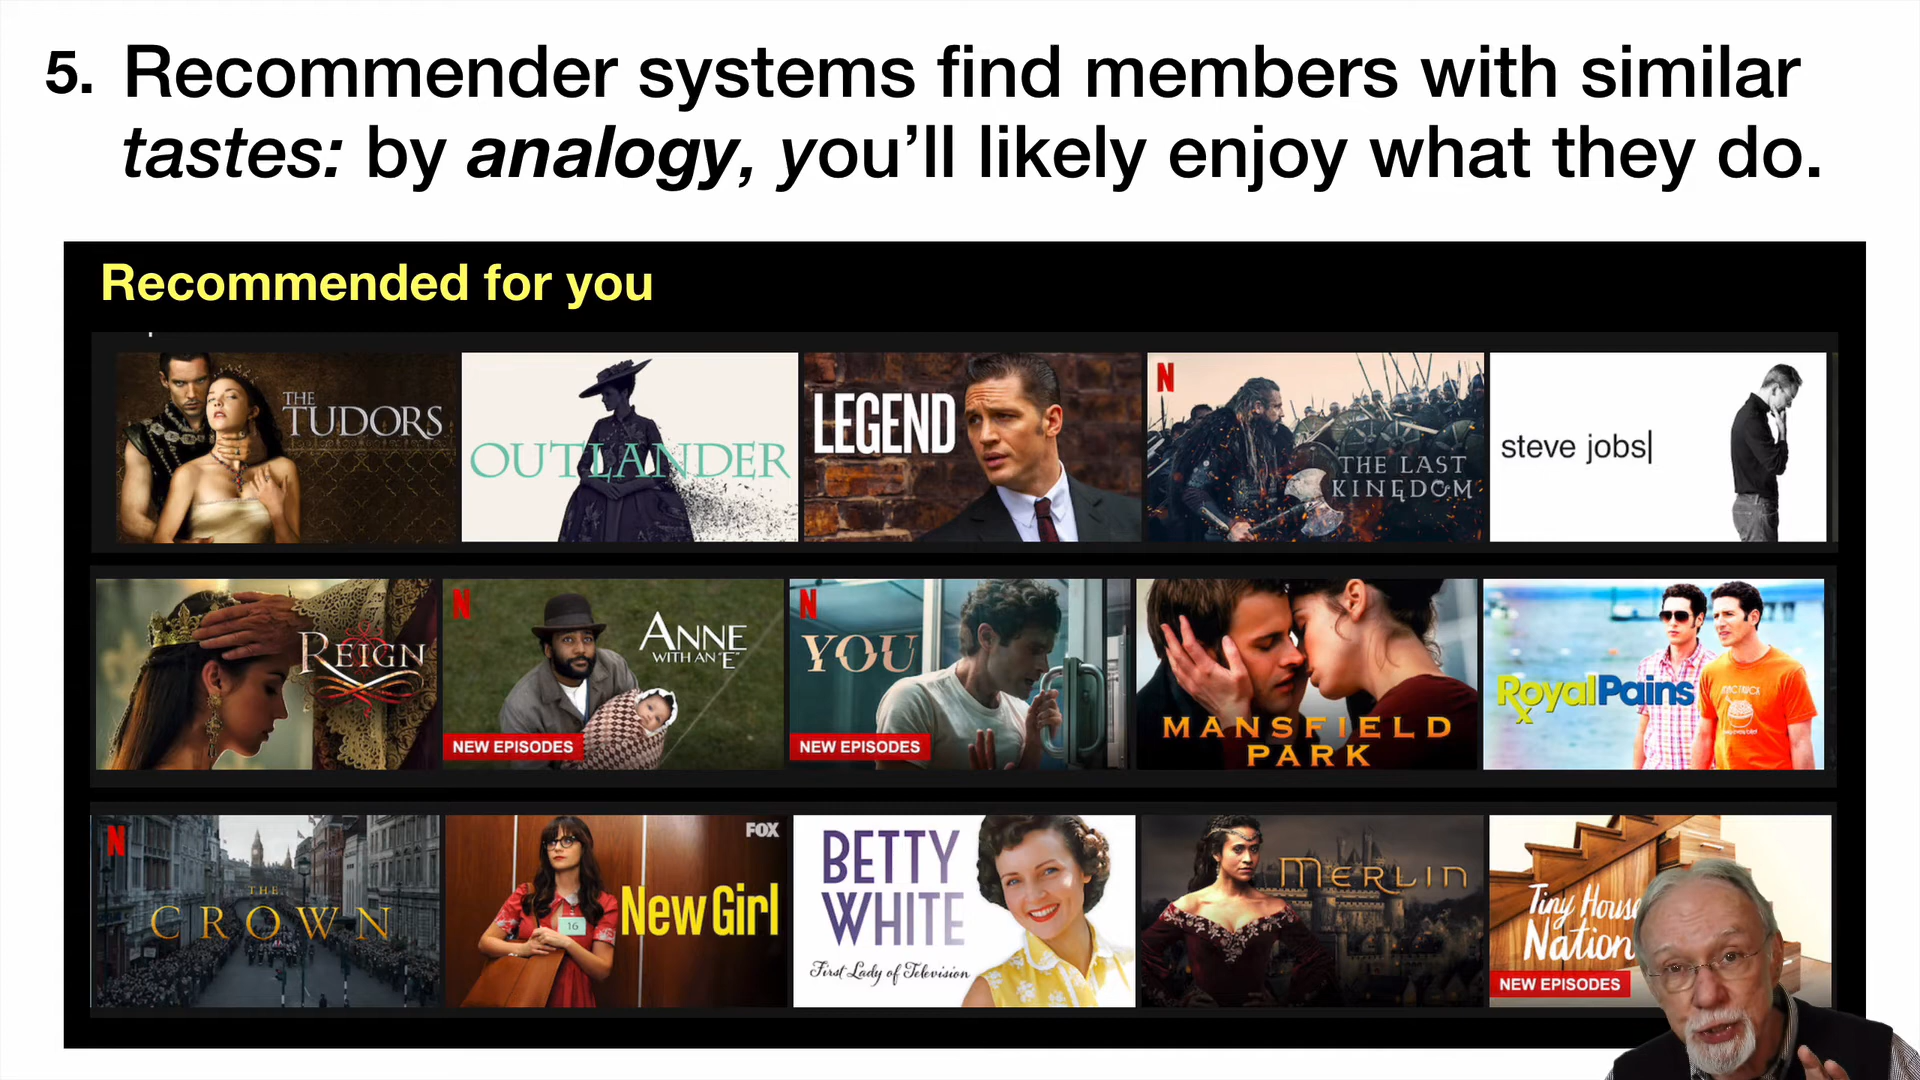 5. Recommender systems find members with similar
tastes: by analogy, you’ll likely enjoy what they do.
Recommended for you
THE
TUDORS
OUTLANDER
LEGEND
N
THE LAST
KINGDOM
steve jobs|
REIGN
N
ANNE
WITH AN "E"
NEW EPISODES
N
YOU
NEW EPISODES
MANSFIELD
PARK
RoyalPains
N
THE
CROWN
FOX
16
New Girl
BETTY
WHITE
First Lady of Television
MERLIN
Tiny House
Nation
NEW EPISODES